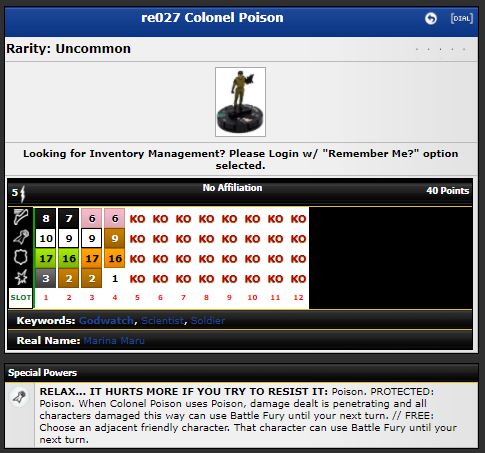 re027 Colonel Poison
[DIAL]
Rarity: Uncommon
Looking for Inventory Management? Please Login w/ "Remember Me?" option
selected.
5 No Affiliation 40 Points
8 7 6 6 KO KO KO KO KO KO KO KO
10 9 9 9 KO KO KO KO KO KO KO KO
17 16 17 16 KO KO KO KO KO KO KO KO
3 2 2 1 KO KO KO KO KO KO KO KO
SLOT 1 2 3 4 5 6 7 8 9 10 11 12
Keywords: Godwatch, Scientist, Soldier
Real Name: Marina Maru
Special Powers
RELAX... IT HURTS MORE IF YOU TRY TO RESIST IT: Poison. PROTECTED:
Poison. When Colonel Poison uses Poison, damage dealt is penetrating and all
characters damaged this way can use Battle Fury until your next turn. // FREE:
Choose an adjacent friendly character. That character can use Battle Fury until your
next turn.